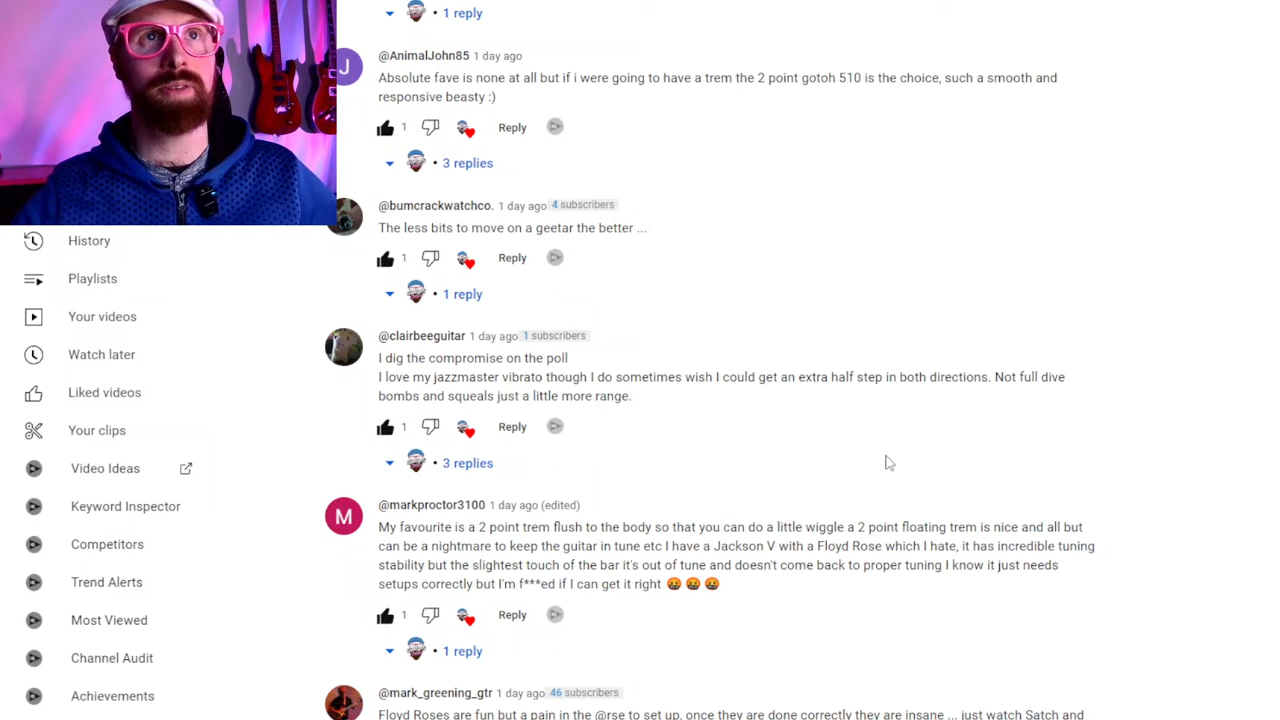 1 reply
@AnimalJohn85 1 day ago
Absolute fave is none at all but if i were going to have a trem the 2 point gotoh 510 is the choice, such a smooth and
responsive beasty :)
1 Reply
3 replies
@bumcrackwatchco. 1 day ago 4 subscribers
The less bits to move on a geetar the better ...
1 Reply
1 reply
@clairbeeguitar 1 day ago 1 subscribers
I dig the compromise on the poll
I love my jazzmaster vibrato though I do sometimes wish I could get an extra half step in both directions. Not full dive
bombs and squeals just a little more range.
1 Reply
3 replies
M
@markproctor3100 1 day ago (edited)
My favourite is a 2 point trem flush to the body so that you can do a little wiggle a 2 point floating trem is nice and all but
can be a nightmare to keep the guitar in tune etc I have a Jackson V with a Floyd Rose which I hate, it has incredible tuning
stability but the slightest touch of the bar it's out of tune and doesn't come back to proper tuning I know it just needs
setups correctly but I'm f***ed if I can get it right 🤬 🤬 🤬
1 Reply
1 reply
@mark_greening_gtr 1 day ago 46 subscribers
Floyd Roses are fun but a pain in the @rse to set up, once they are done correctly they are insane ... just watch Satch and
J
History
Playlists
Your videos
Watch later
Liked videos
Your clips
Video Ideas
Keyword Inspector
Competitors
Trend Alerts
Most Viewed
Channel Audit
Achievements